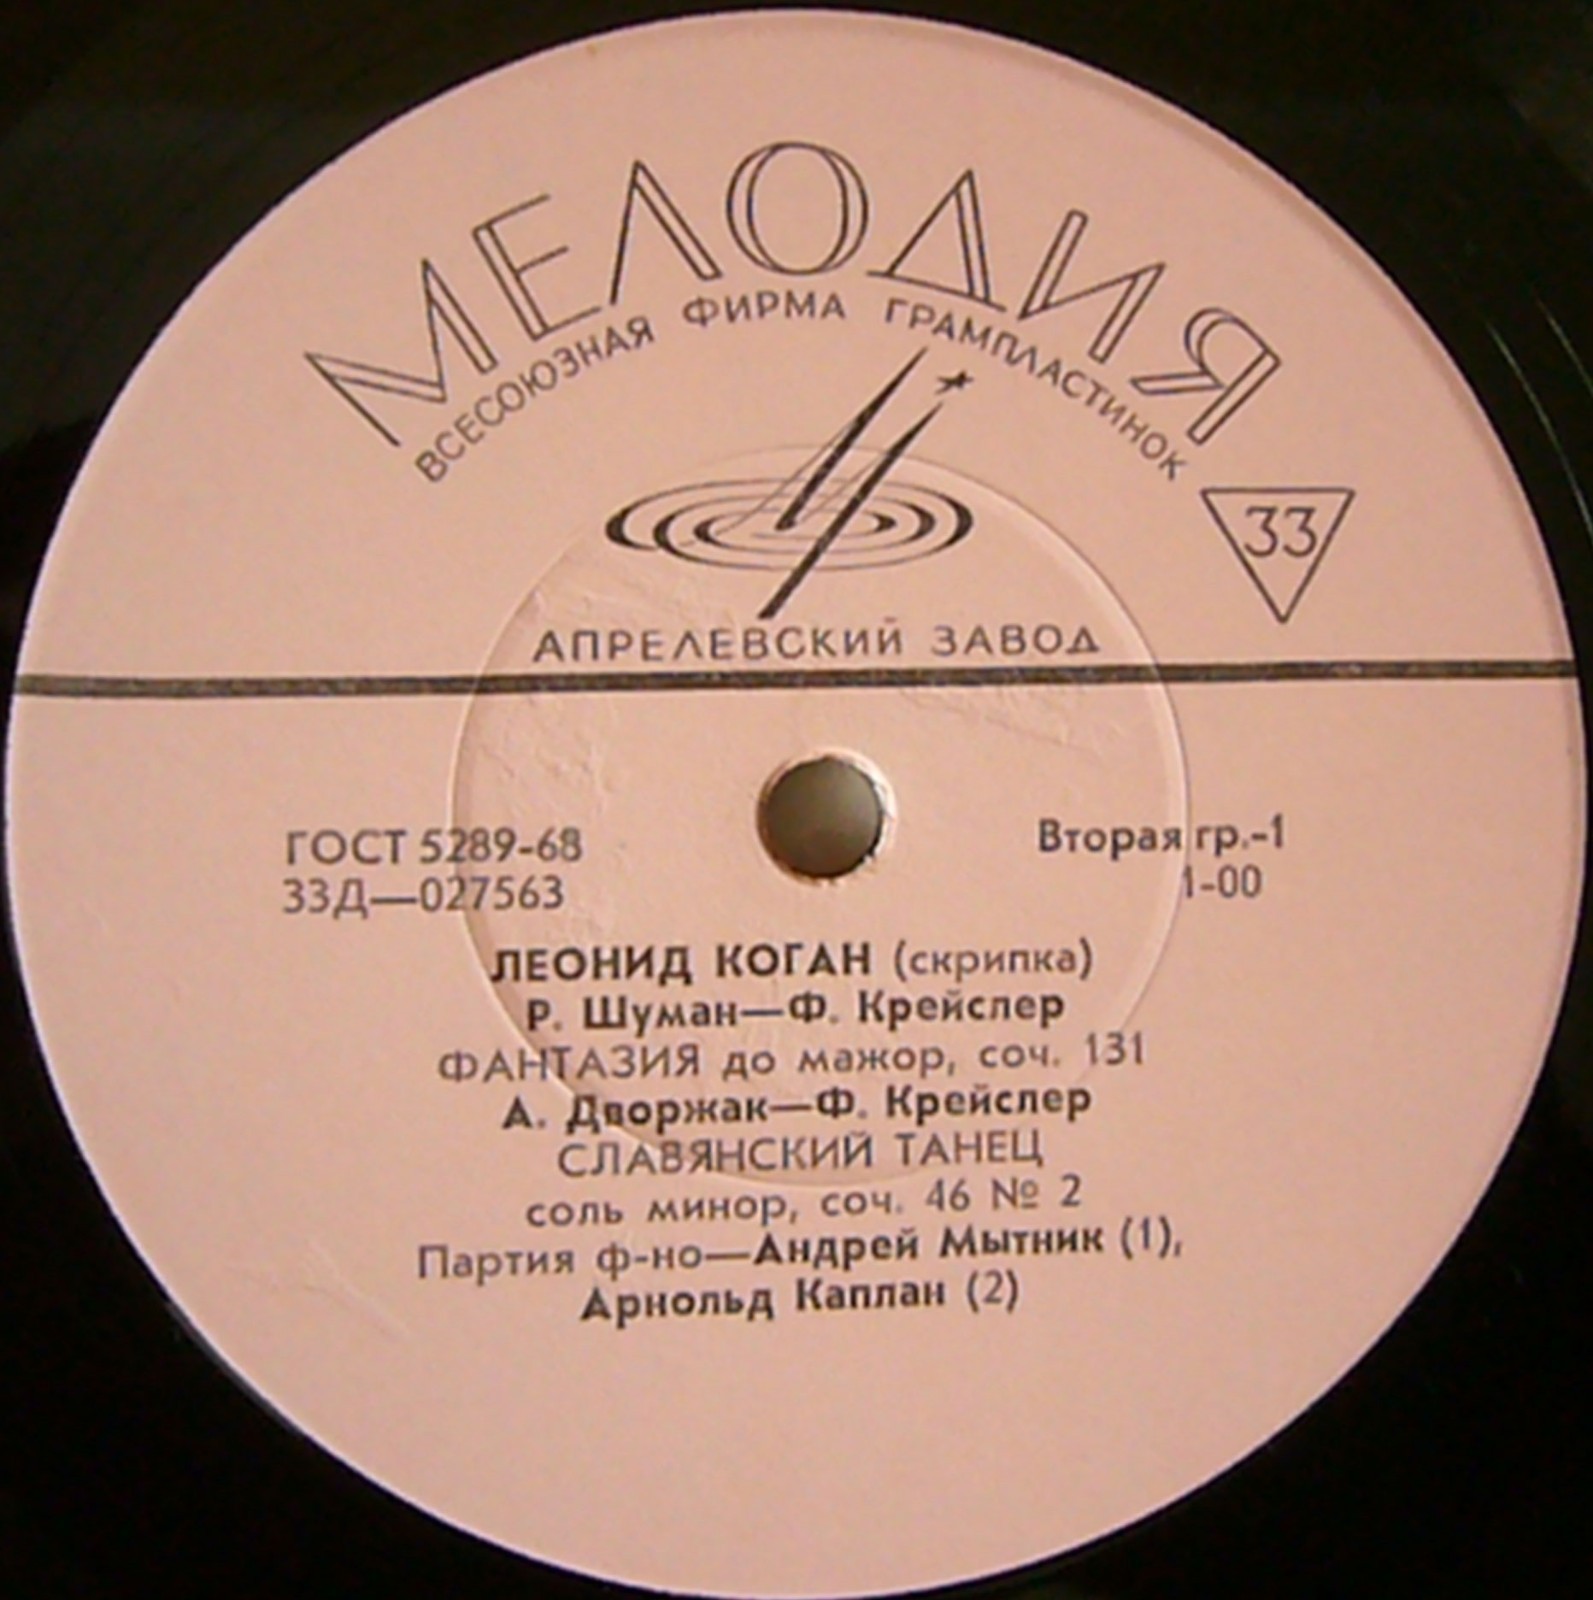 МЕЛОДИЯ
ВСЕСОЮЗНАЯ ФИРМА ГРАМПЛАСТИНОК
33
АПРЕЛЕВСКИЙ ЗАВОД
ГОСТ 5289-68
33Д—027563
Вторая гр.-1
1-00
ЛЕОНИД КОГАН (скрипка)
Р. Шуман—Ф. Крейслер
ФАНТАЗИЯ до мажор, соч. 131
А. Дворжак—Ф. Крейслер
СЛАВЯНСКИЙ ТАНЕЦ
соль минор, соч. 46 № 2
Партия ф-но—Андрей Мытник (1),
Арнольд Каплан (2)